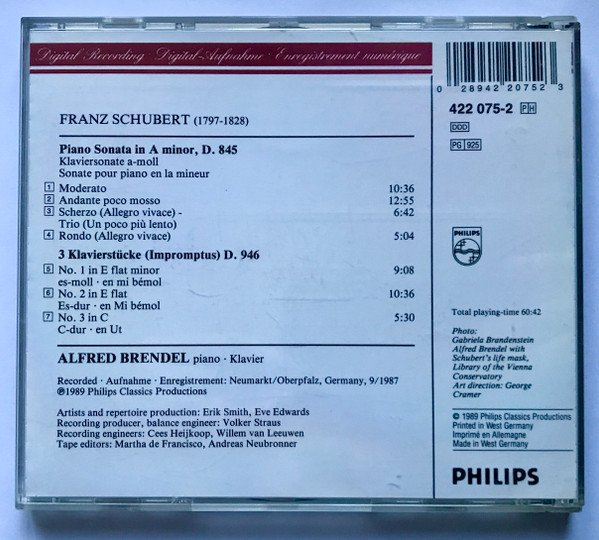 Digital Recording · Digital-Aufnahme · Enregistrement numérique
FRANZ SCHUBERT (1797-1828)
Piano Sonata in A minor, D. 845
Klaviersonate a-moll
Sonate pour piano en la mineur
1 Moderato 10:36
2 Andante poco mosso 12:55
3 Scherzo (Allegro vivace) - 6:42
Trio (Un poco più lento)
4 Rondo (Allegro vivace) 5:04
3 Klavierstücke (Impromptus) D. 946
5 No. 1 in E flat minor 9:08
es-moll · en mi bémol
6 No. 2 in E flat 10:36
Es-dur · en Mi bémol
7 No. 3 in C 5:30
C-dur · en Ut
ALFRED BRENDEL piano · Klavier
Recorded · Aufnahme · Enregistrement: Neumarkt/Oberpfalz, Germany, 9/1987
℗1989 Philips Classics Productions
Artists and repertoire production: Erik Smith, Eve Edwards
Recording producer, balance engineer: Volker Straus
Recording engineers: Cees Heijkoop, Willem van Leeuwen
Tape editors: Martha de Francisco, Andreas Neubronner
0 28942 20752 3
422 075-2 PH
DDD
PG 925
PHILIPS
Total playing-time 60:42
Photo:
Gabriela Brandenstein
Alfred Brendel with
Schubert's life mask,
Library of the Vienna
Conservatory
Art direction: George
Cramer
© 1989 Philips Classics Productions
Printed in West Germany
Imprimé en Allemagne
Made in West Germany
PHILIPS